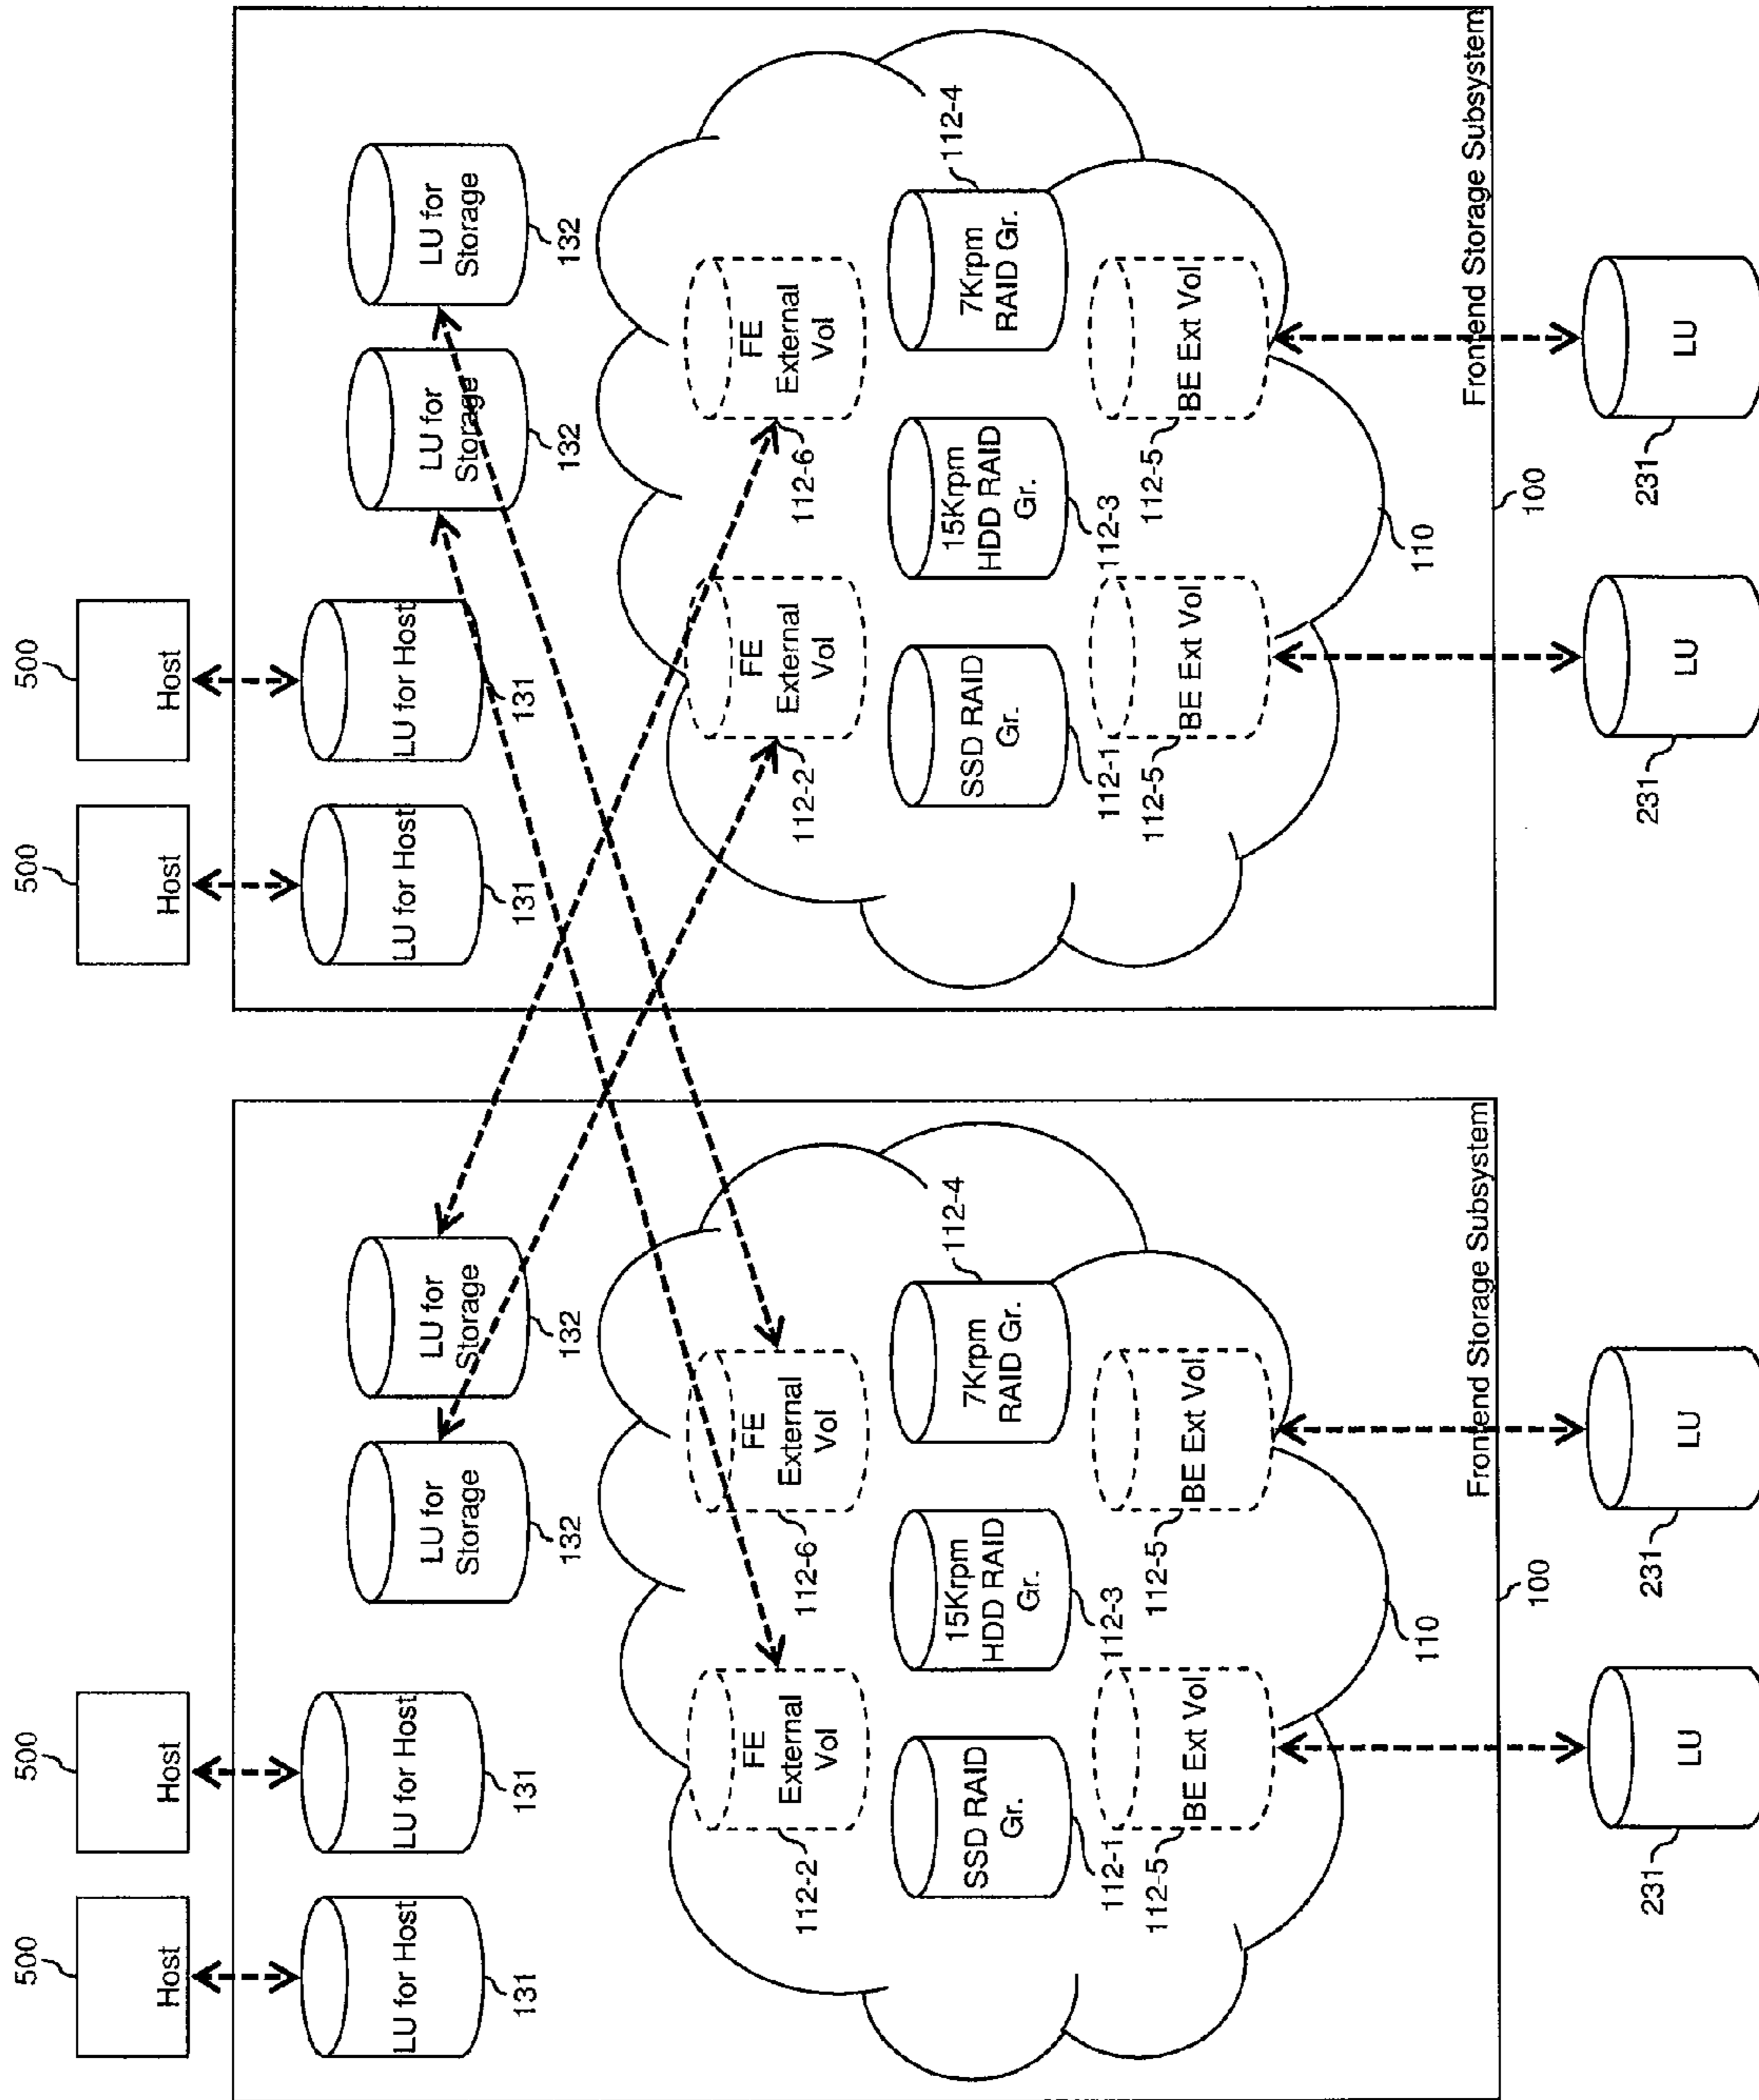 500
500
500
500
Host
Host
Host
Host
LU for Host
LU for Host
LU for
Storage
LU for
Storage
LU for Host
LU for Host
LU for
Storage
LU for
Storage
131
131
132
132
131
131
132
132
FE
External
Vol
FE
External
Vol
FE
External
Vol
FE
External
Vol
112-2
112-6
112-2
112-6
SSD RAID
Gr.
15Krpm
HDD RAID
Gr.
7Krpm
RAID Gr.
112-4
SSD RAID
Gr.
15Krpm
HDD RAID
Gr.
7Krpm
RAID Gr.
112-4
112-1
112-3
112-1
112-3
BE Ext Vol
BE Ext Vol
BE Ext Vol
BE Ext Vol
112-5
112-5
112-5
112-5
110
110
Frontend Storage Subsystem
Frontend Storage Subsystem
100
100
231
231
231
231
LU
LU
LU
LU